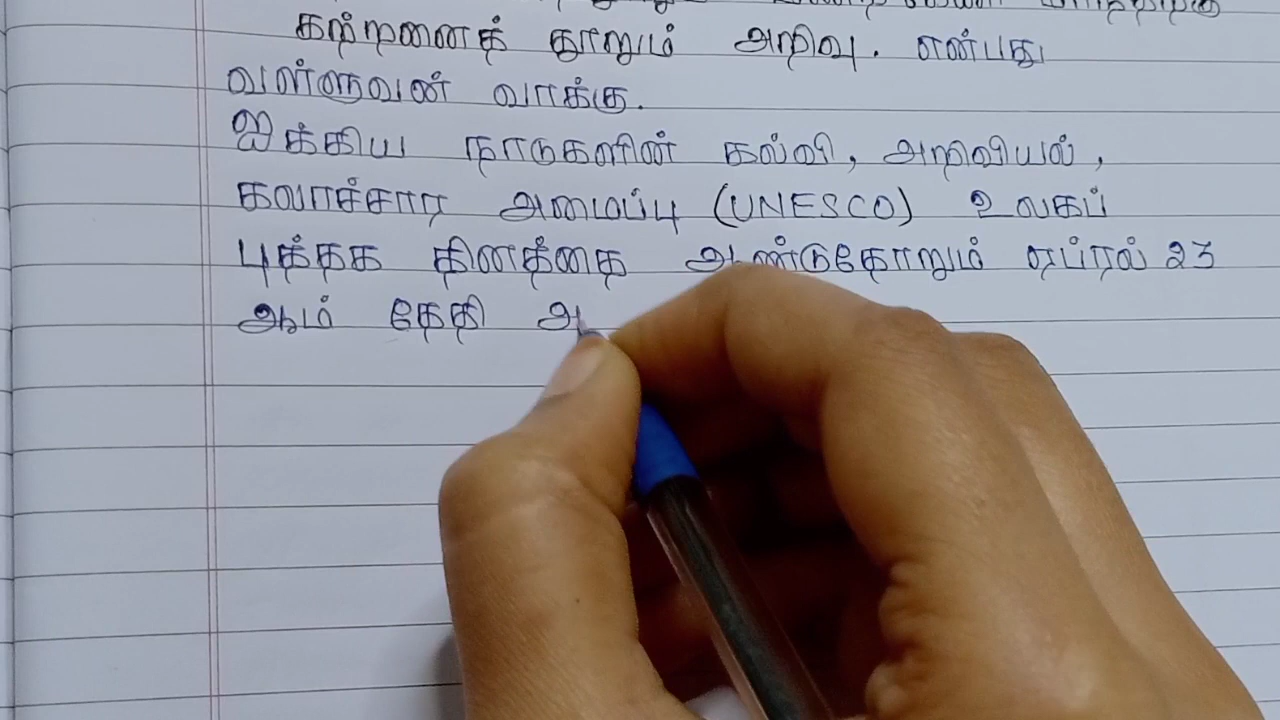 கற்றனைத் தூறும் அறிவு. என்பது
வள்ளுவன் வாக்கு.
ஐக்கிய நாடுகளின் கல்வி, அறிவியல்,
கலாச்சார அமைப்பு (UNESCO) உலகப்
புத்தக தினத்தை ஆண்டுதோறும் ஏப்ரல் 23
ஆம் தேதி அ